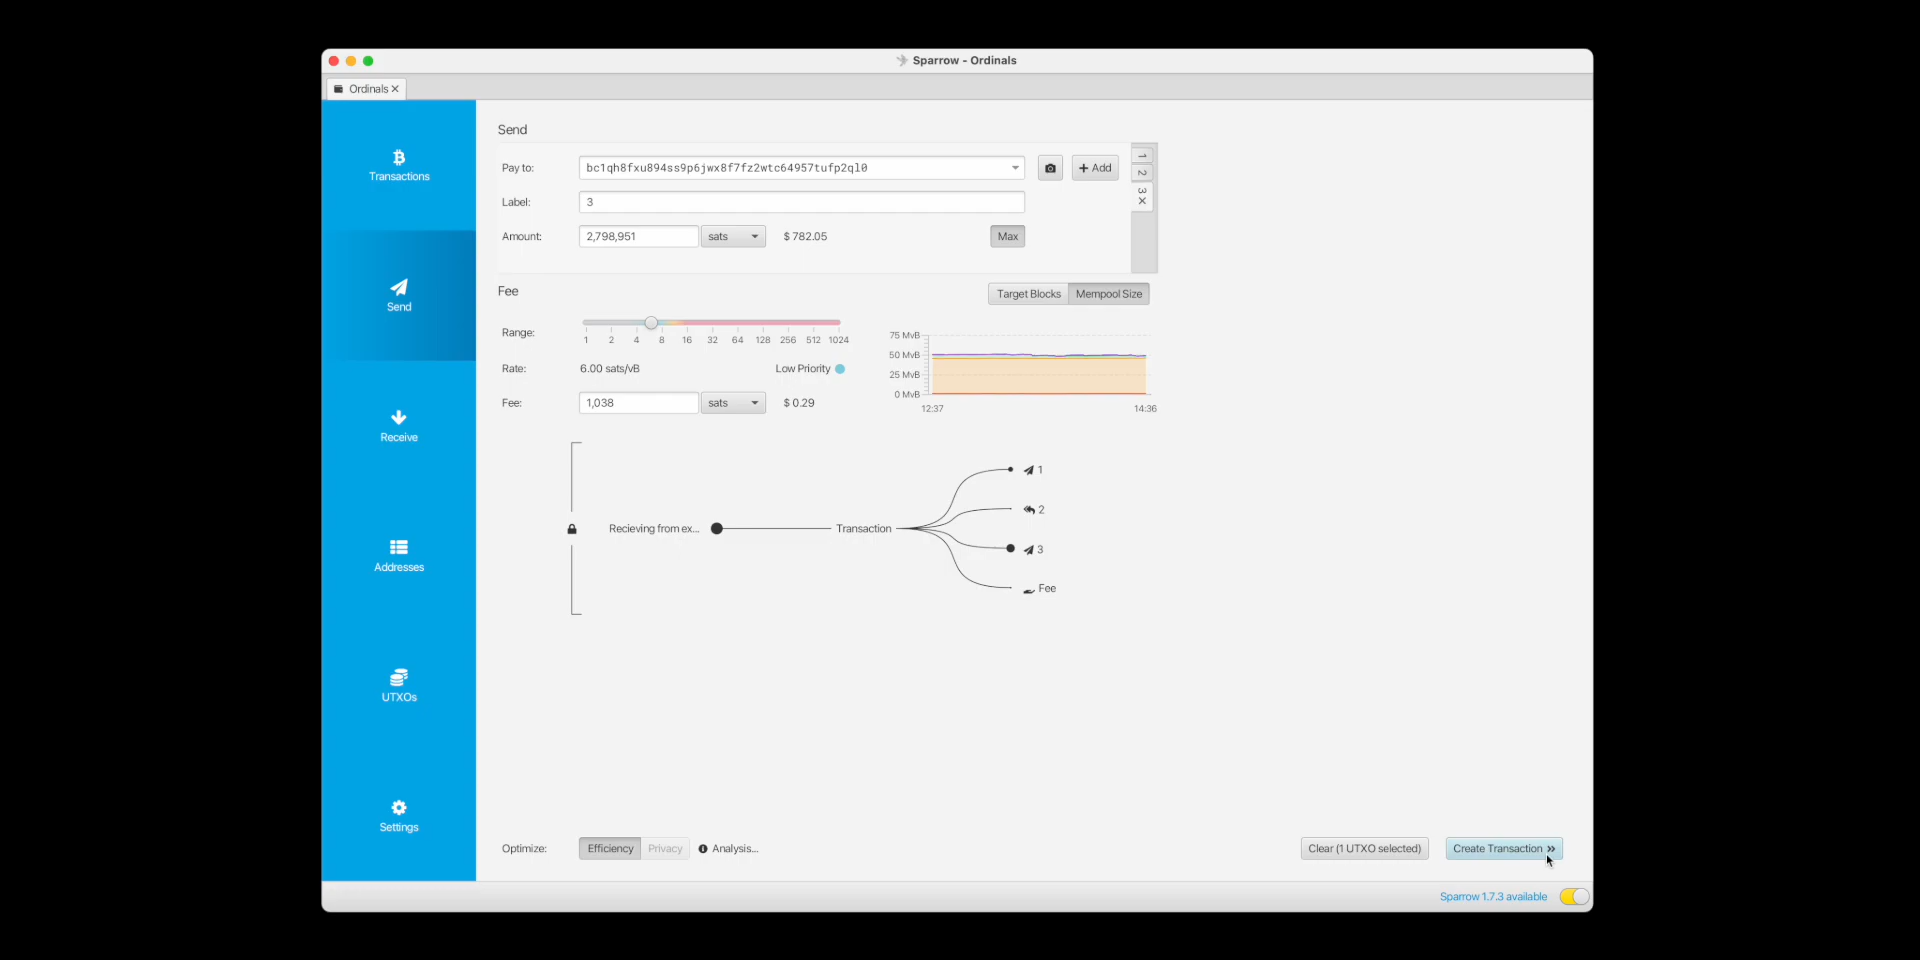 Sparrow - Ordinals
Ordinals
Transactions
Send
Receive
Addresses
UTXOs
Settings
Send
Pay to: bc1qh8fxu894ss9p6jwx8f7fz2wtc64957tufp2ql0 + Add
Label: 3
Amount: 2,798,951 sats $ 782.05 Max
1
2
3
Fee
Target Blocks Mempool Size
Range: 1 2 4 8 16 32 64 128 256 512 1024
Rate: 6.00 sats/vB Low Priority
Fee: 1,038 sats $ 0.29
75 MvB
50 MvB
25 MvB
0 MvB
12:37 14:36
1
2
Recieving from ex... Transaction
3
Fee
Optimize: Efficiency Privacy Analysis...
Clear (1 UTXO selected) Create Transaction »
Sparrow 1.7.3 available